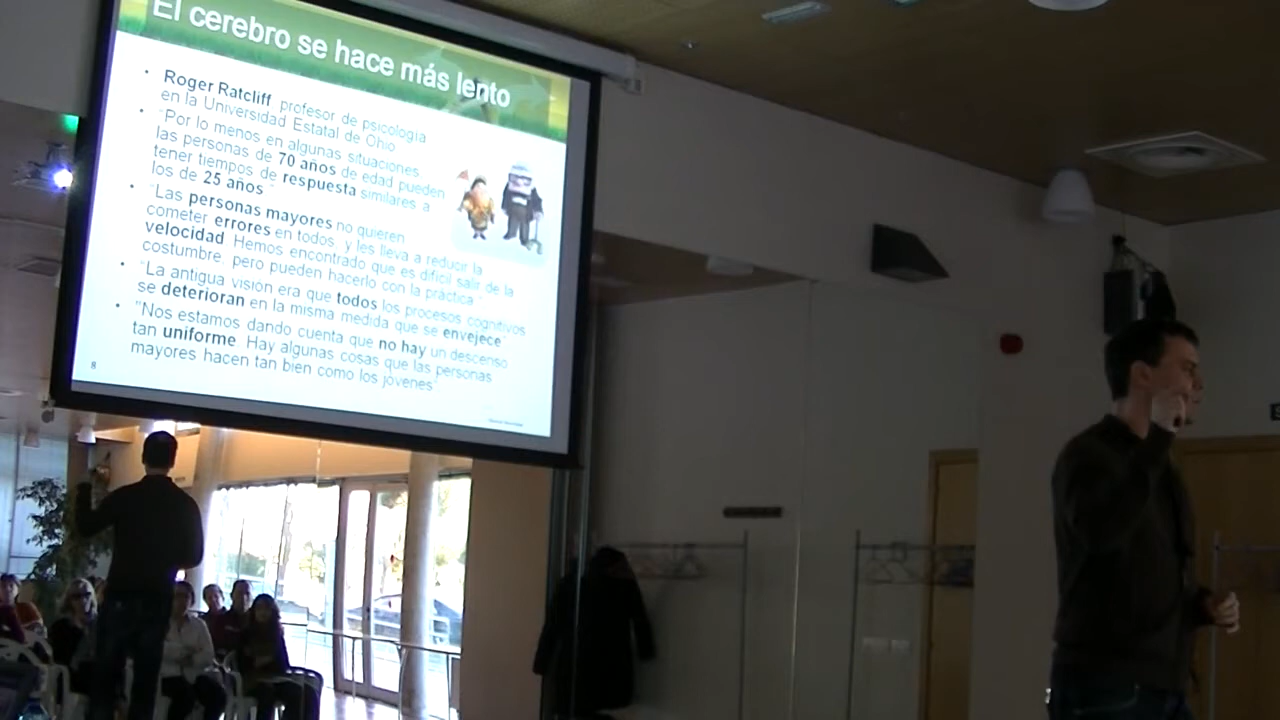 El cerebro se hace más lento
• Roger Ratcliff profesor de psicología
en la Universidad Estatal de Ohio
• "Por lo menos en algunas situaciones
las personas de 70 años de edad pueden
tener tiempos de respuesta similares a
los de 25 años"
• "Las personas mayores no quieren
cometer errores en todos, y les lleva a reducir la
velocidad. Hemos encontrado que es difícil salir de la
costumbre, pero pueden hacerlo con la práctica"
• "La antigua visión era que todos los procesos cognitivos
se deterioran en la misma medida que se envejece"
• "Nos estamos dando cuenta que no hay un descenso
tan uniforme. Hay algunas cosas que las personas
mayores hacen tan bien como los jóvenes"
8